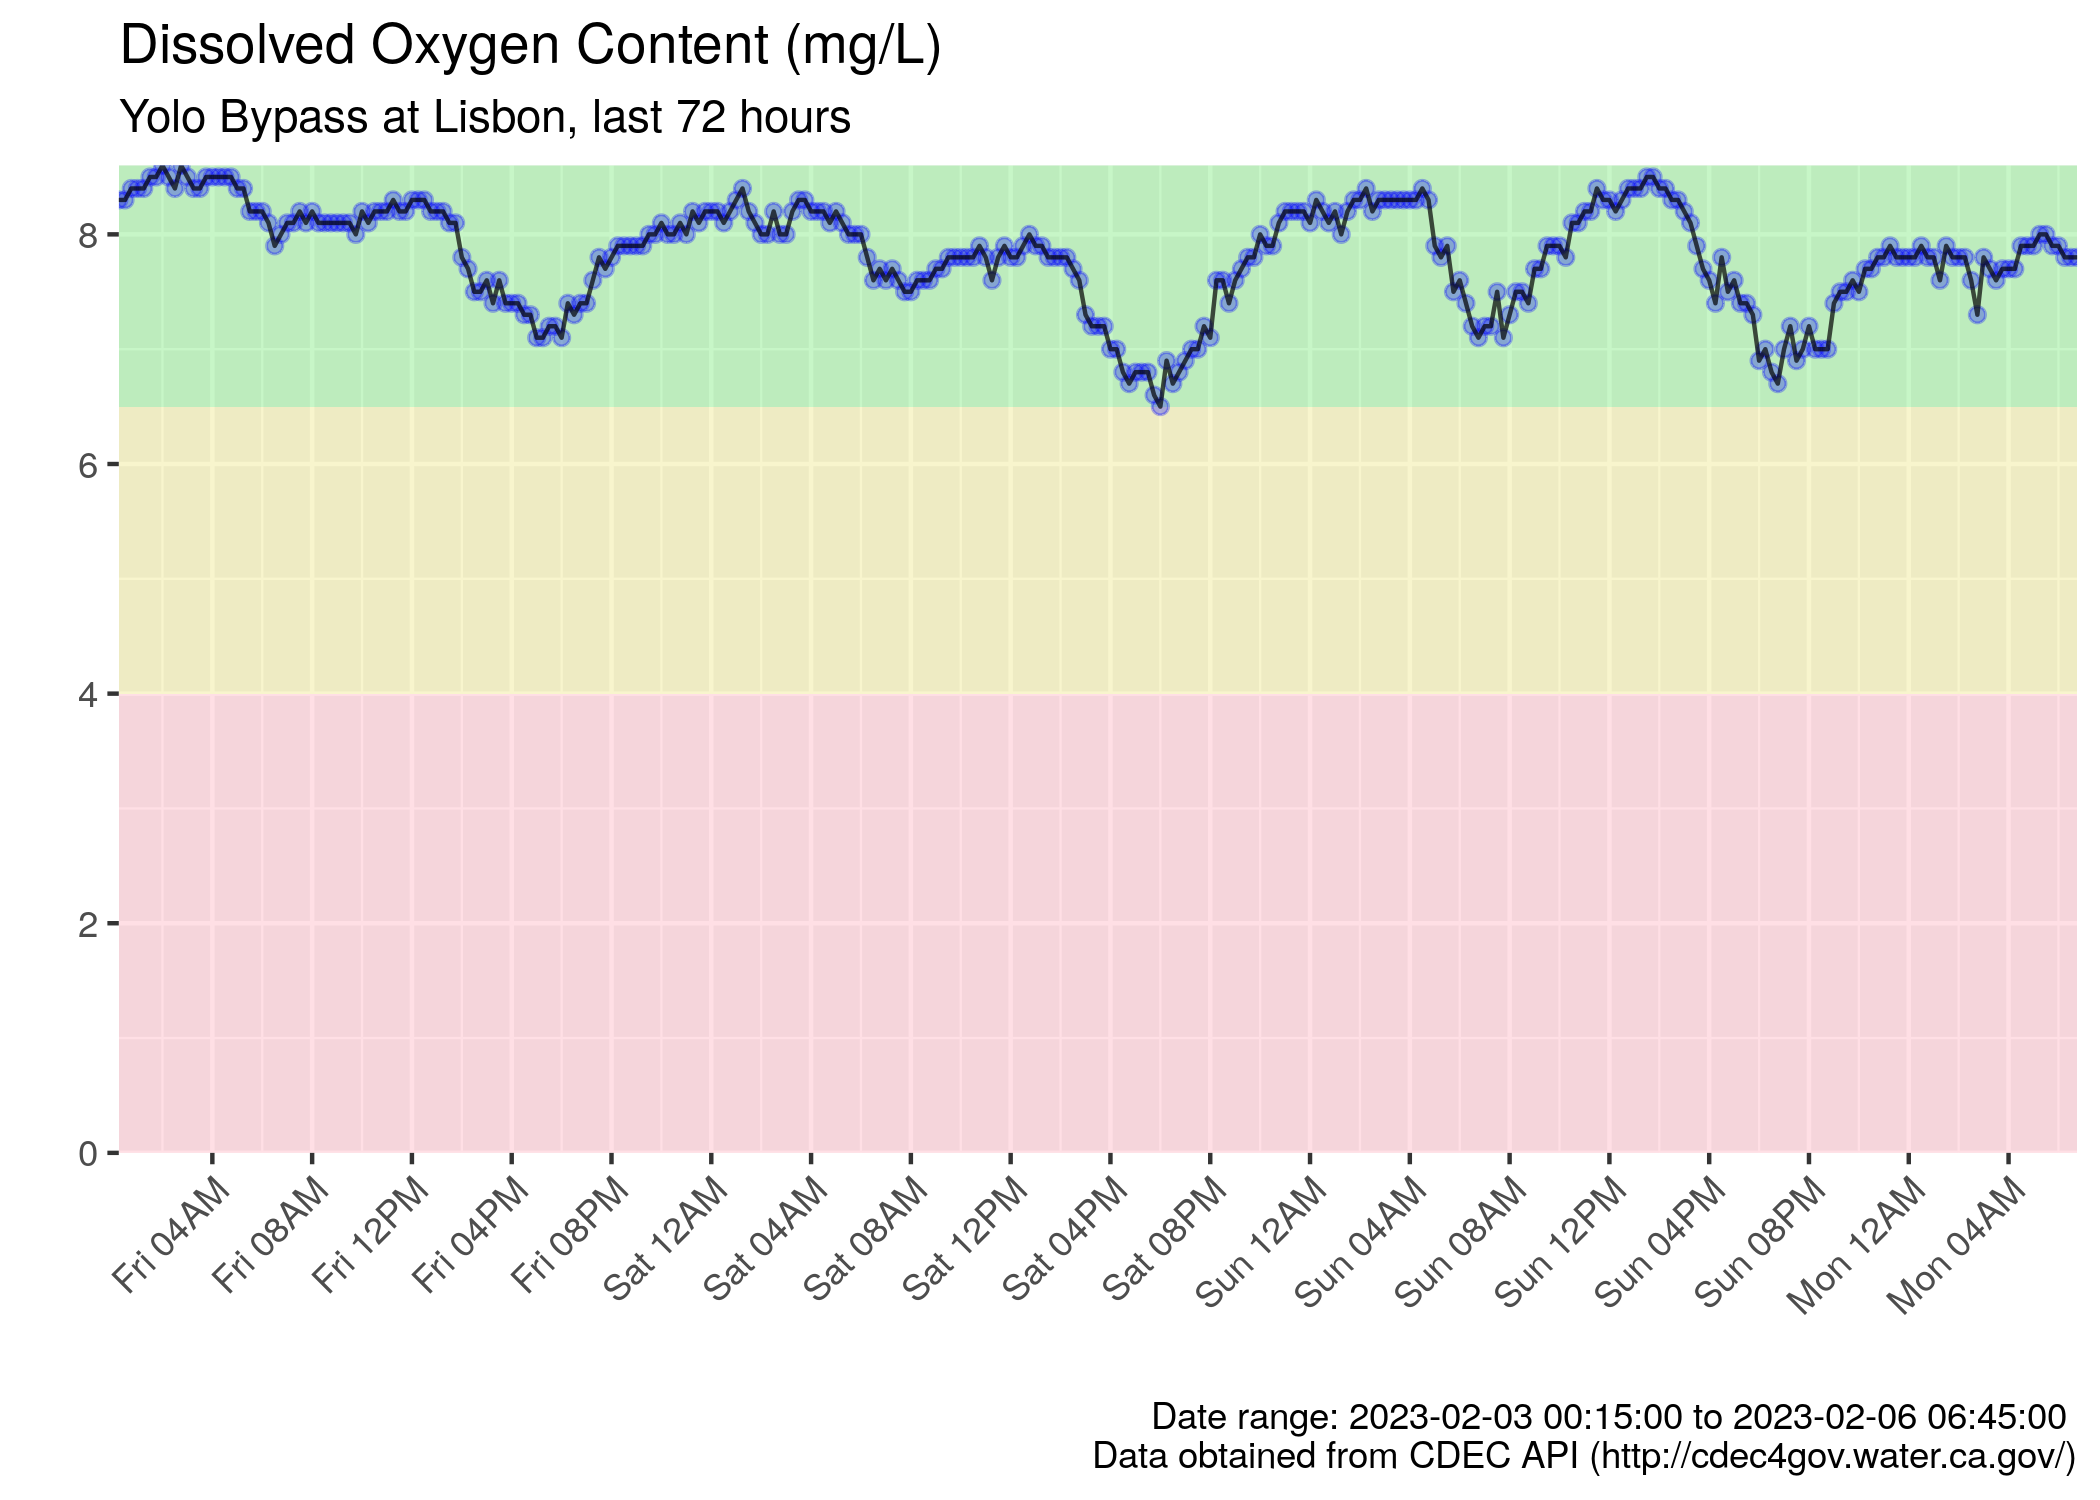 Dissolved Oxygen Content (mg/L)
Yolo Bypass at Lisbon, last 72 hours
8
6
4
2
0
Fri 04AM
Fri 08AM
Fri 12PM
Fri 04PM
Fri 08PM
Sat 12AM
Sat 04AM
Sat 08AM
Sat 12PM
Sat 04PM
Sat 08PM
Sun 12AM
Sun 04AM
Sun 08AM
Sun 12PM
Sun 04PM
Sun 08PM
Mon 12AM
Mon 04AM
Date range: 2023-02-03 00:15:00 to 2023-02-06 06:45:00
Data obtained from CDEC API (http://cdec4gov.water.ca.gov/)